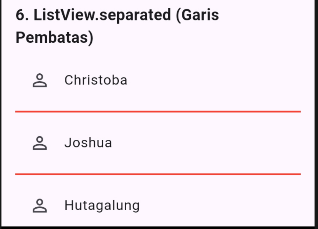 6. ListView.separated (Garis
Pembatas)
Christoba
Joshua
Hutagalung